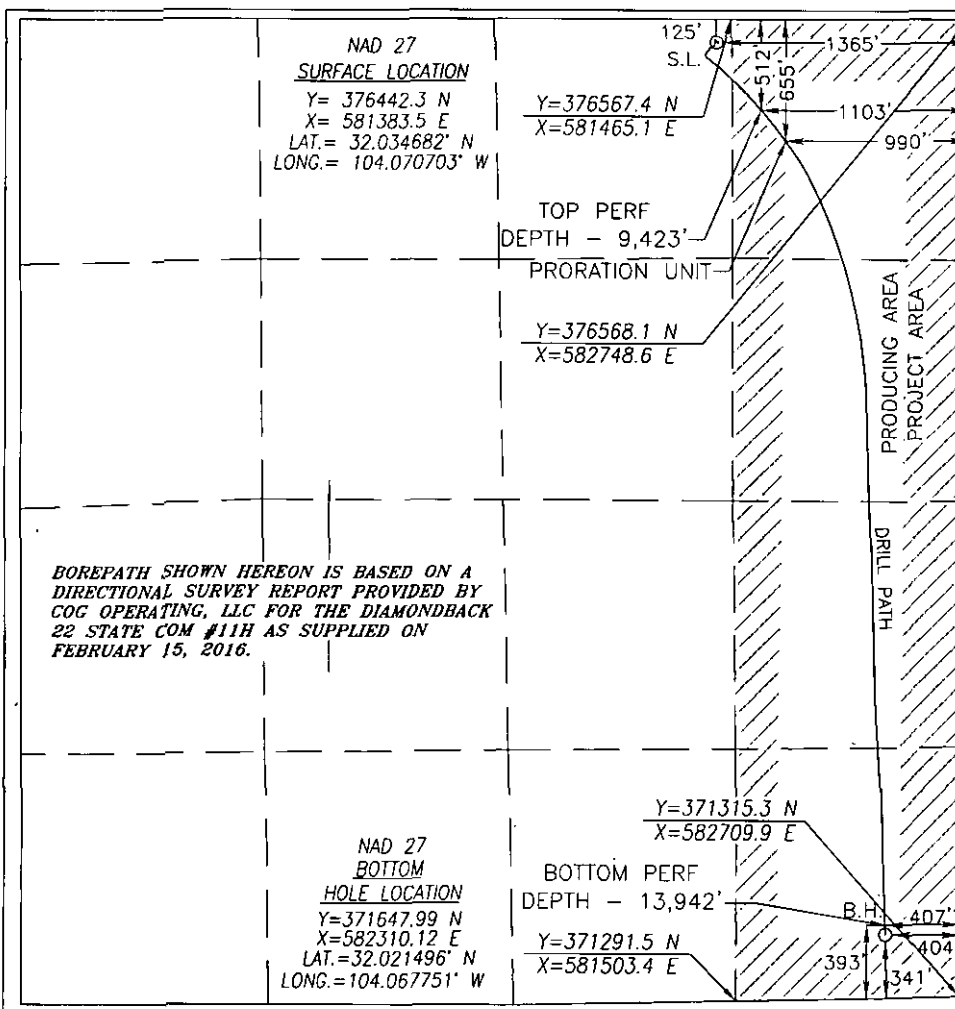 NAD 27
SURFACE LOCATION
Y= 376442.3 N
X= 581383.5 E
LAT.= 32.034682° N
LONG.= 104.070703° W
125'
S.L.
1365'
512'
655'
1103'
990'
Y=376567.4 N
X=581465.1 E
TOP PERF
DEPTH - 9,423'
PRORATION UNIT
Y=376568.1 N
X=582748.6 E
PRODUCING AREA
PROJECT AREA
DRILL PATH
BOREPATH SHOWN HEREON IS BASED ON A
DIRECTIONAL SURVEY REPORT PROVIDED BY
COG OPERATING, LLC FOR THE DIAMONDBACK
22 STATE COM #11H AS SUPPLIED ON
FEBRUARY 15, 2016.
NAD 27
BOTTOM
HOLE LOCATION
Y=371647.99 N
X=582310.12 E
LAT.=32.021496° N
LONG.=104.067751° W
Y=371315.3 N
X=582709.9 E
BOTTOM PERF
DEPTH - 13,942'
Y=371291.5 N
X=581503.4 E
B.H.
407'
404'
393'
341'